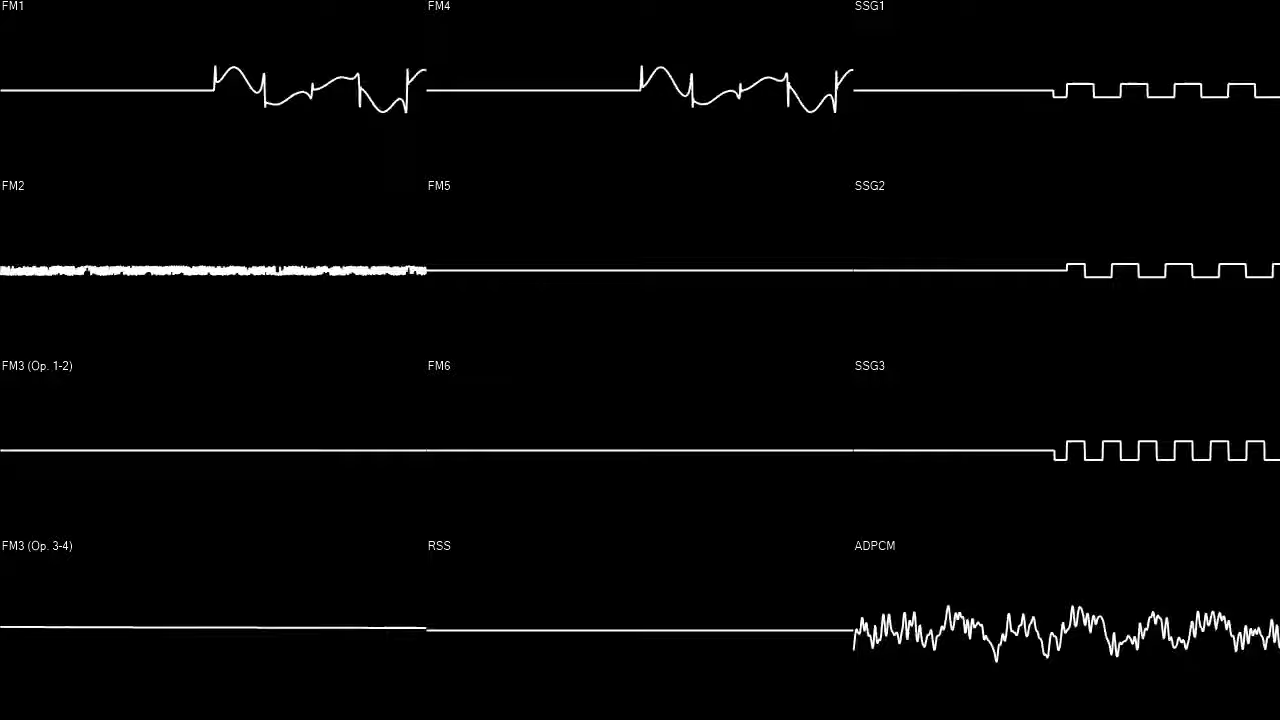 FM1
FM4
SSG1
FM2
FM5
SSG2
FM3 (Op. 1-2)
FM6
SSG3
FM3 (Op. 3-4)
RSS
ADPCM